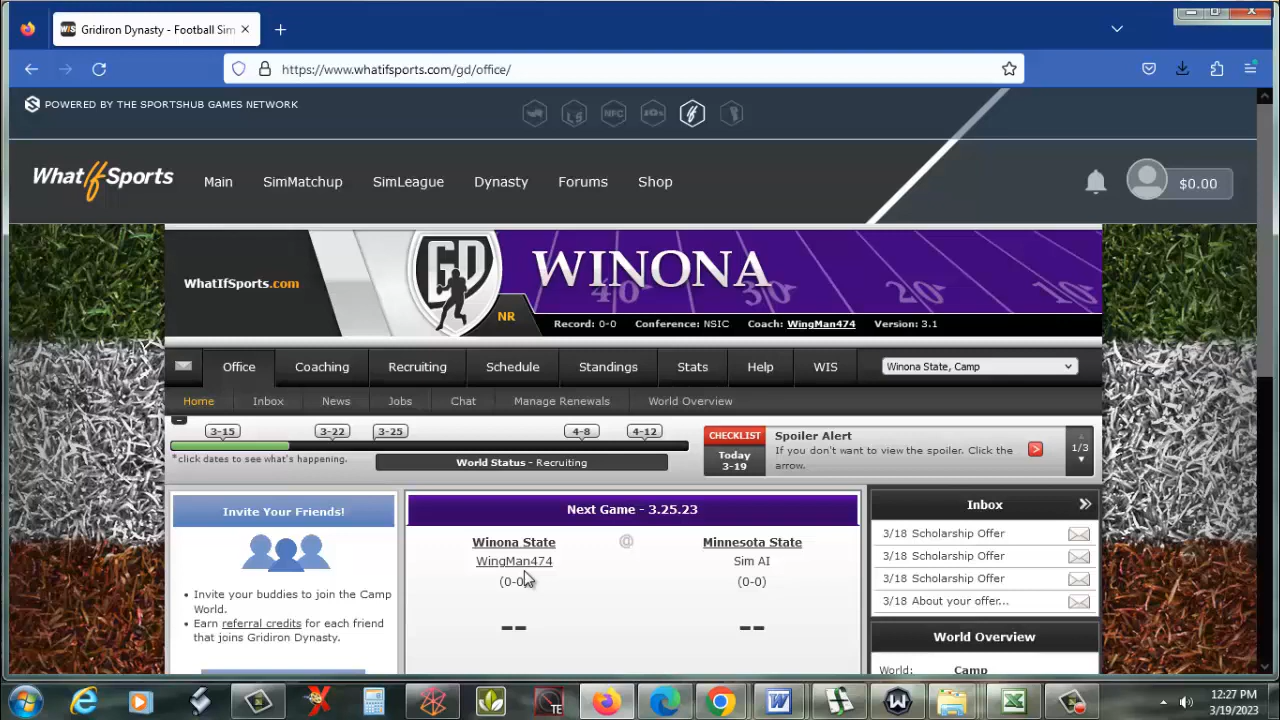 Gridiron Dynasty - Football Sim
https://www.whatifsports.com/gd/office/
POWERED BY THE SPORTSHUB GAMES NETWORK
WhatIfSports
Main
SimMatchup
SimLeague
Dynasty
Forums
Shop
$0.00
WhatIfSports.com
GD
NR
WINONA
Record: 0-0
Conference: NSIC
Coach: WingMan474
Version: 3.1
Office
Coaching
Recruiting
Schedule
Standings
Stats
Help
WIS
Winona State, Camp
Home
Inbox
News
Jobs
Chat
Manage Renewals
World Overview
3-15
3-22
3-25
4-8
4-12
*click dates to see what's happening.
World Status - Recruiting
CHECKLIST
Today
3-19
Spoiler Alert
If you don't want to view the spoiler. Click the
arrow.
1/3
Invite Your Friends!
• Invite your buddies to join the Camp
World.
• Earn referral credits for each friend
that joins Gridiron Dynasty.
Next Game - 3.25.23
Winona State
WingMan474
(0-0)
--
@
Minnesota State
Sim AI
(0-0)
--
Inbox
3/18 Scholarship Offer
3/18 Scholarship Offer
3/18 Scholarship Offer
3/18 About your offer...
World Overview
World: Camp
12:27 PM
3/19/2023